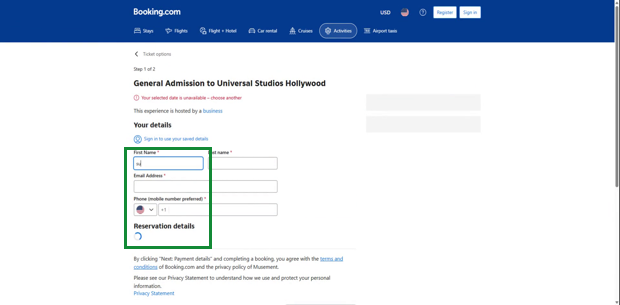 Booking.com
USD
Register
Sign in
Stays
Flights
Flight + Hotel
Car rental
Cruises
Activities
Airport taxis
Ticket options
Step 1 of 2
General Admission to Universal Studios Hollywood
Your selected date is unavailable – choose another
This experience is hosted by a business
Your details
Sign in to use your saved details
First Name *
Last name *
Email Address *
Phone (mobile number preferred) *
+1
Reservation details
By clicking "Next: Payment details" and completing a booking, you agree with the terms and
conditions of Booking.com and the privacy policy of Musement.
Please see our Privacy Statement to understand how we use and protect your personal
information.
Privacy Statement